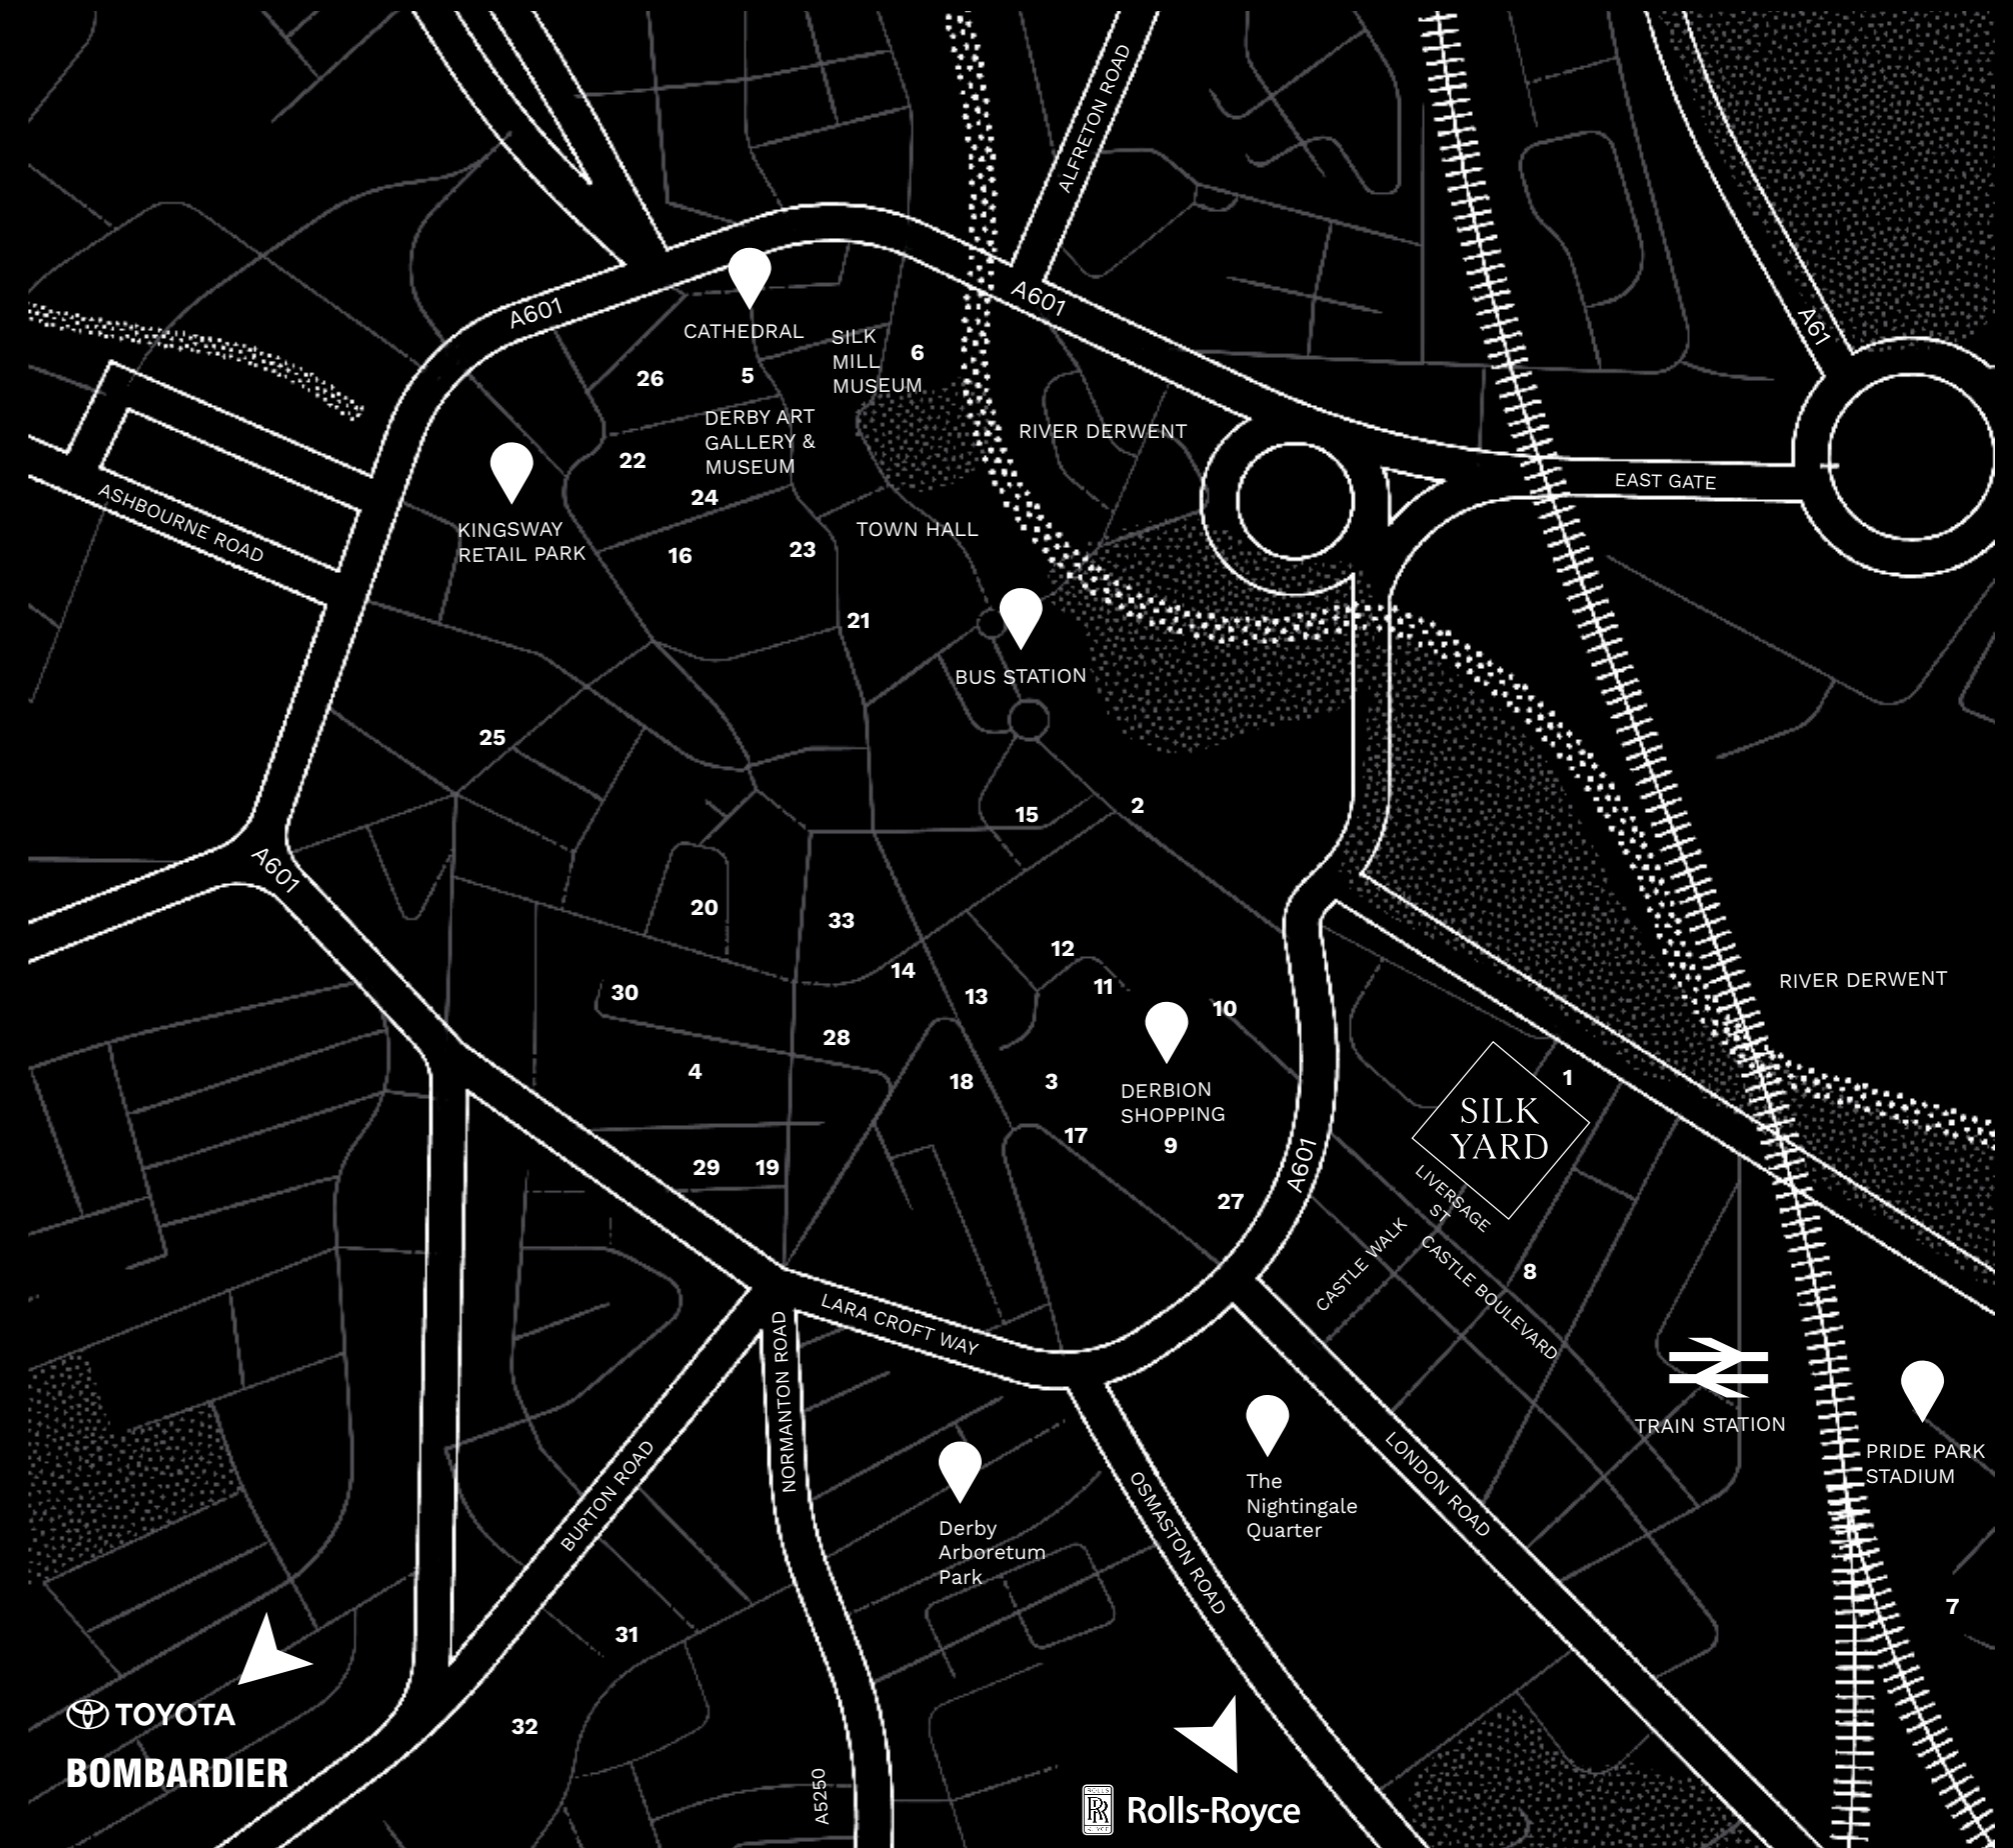 ALFRETON ROAD
A601
A601
A61
CATHEDRAL
SILK
MILL
MUSEUM
6
26
5
DERBY ART
GALLERY &
MUSEUM
RIVER DERWENT
22
24
EAST GATE
ASHBOURNE ROAD
KINGSWAY
RETAIL PARK
TOWN HALL
16
23
21
BUS STATION
25
15
2
A601
20
33
12
14
11
13
10
30
28
RIVER DERWENT
4
18
3
DERBION
SHOPPING
1
SILK
YARD
17
9
29
19
A601
27
LIVERSAGE
ST
CASTLE WALK
CASTLE BOULEVARD
8
LARA CROFT WAY
NORMANTON ROAD
TRAIN STATION
PRIDE PARK
STADIUM
BURTON ROAD
The
Nightingale
Quarter
LONDON ROAD
OSMASTON ROAD
Derby
Arboretum
Park
7
31
32
TOYOTA
BOMBARDIER
A5250
ROLLS
RR
ROYCE
Rolls-Royce